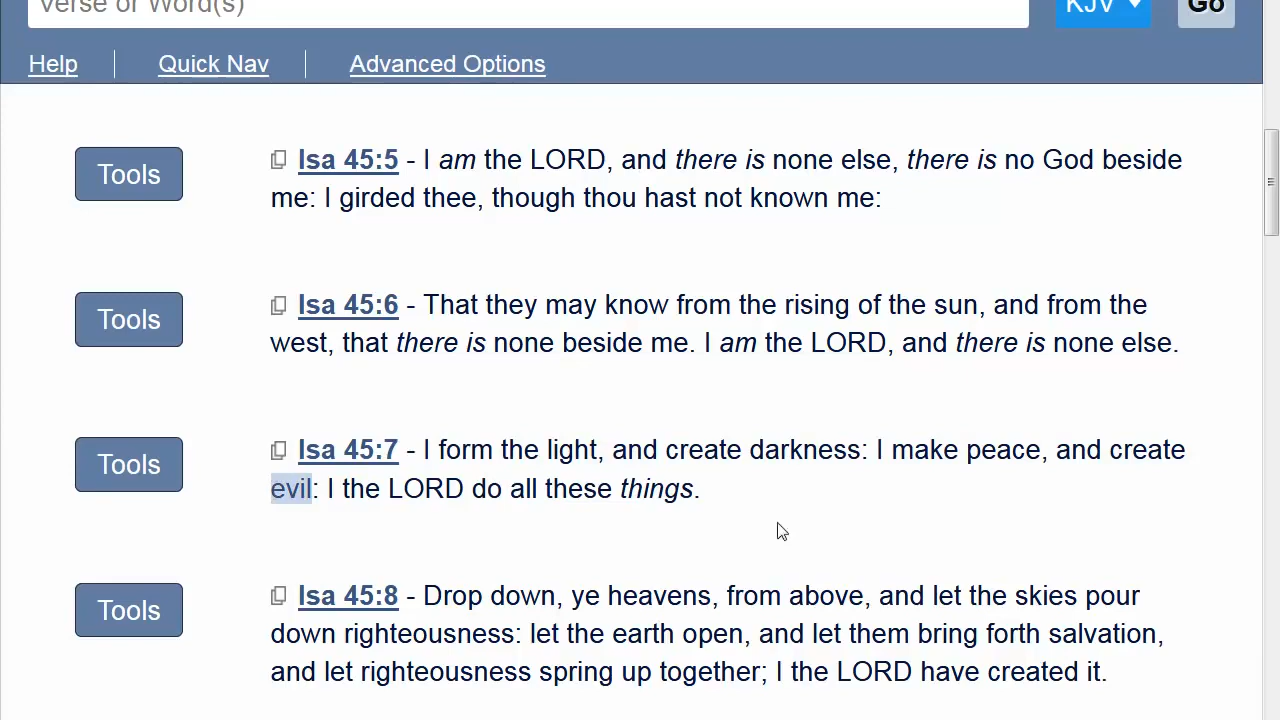 Verse or Word(s)
KJV
Go
Help
Quick Nav
Advanced Options
Tools
Isa 45:5 - I am the LORD, and there is none else, there is no God beside
me: I girded thee, though thou hast not known me:
Tools
Isa 45:6 - That they may know from the rising of the sun, and from the
west, that there is none beside me. I am the LORD, and there is none else.
Tools
Isa 45:7 - I form the light, and create darkness: I make peace, and create
evil: I the LORD do all these things.
Tools
Isa 45:8 - Drop down, ye heavens, from above, and let the skies pour
down righteousness: let the earth open, and let them bring forth salvation,
and let righteousness spring up together; I the LORD have created it.